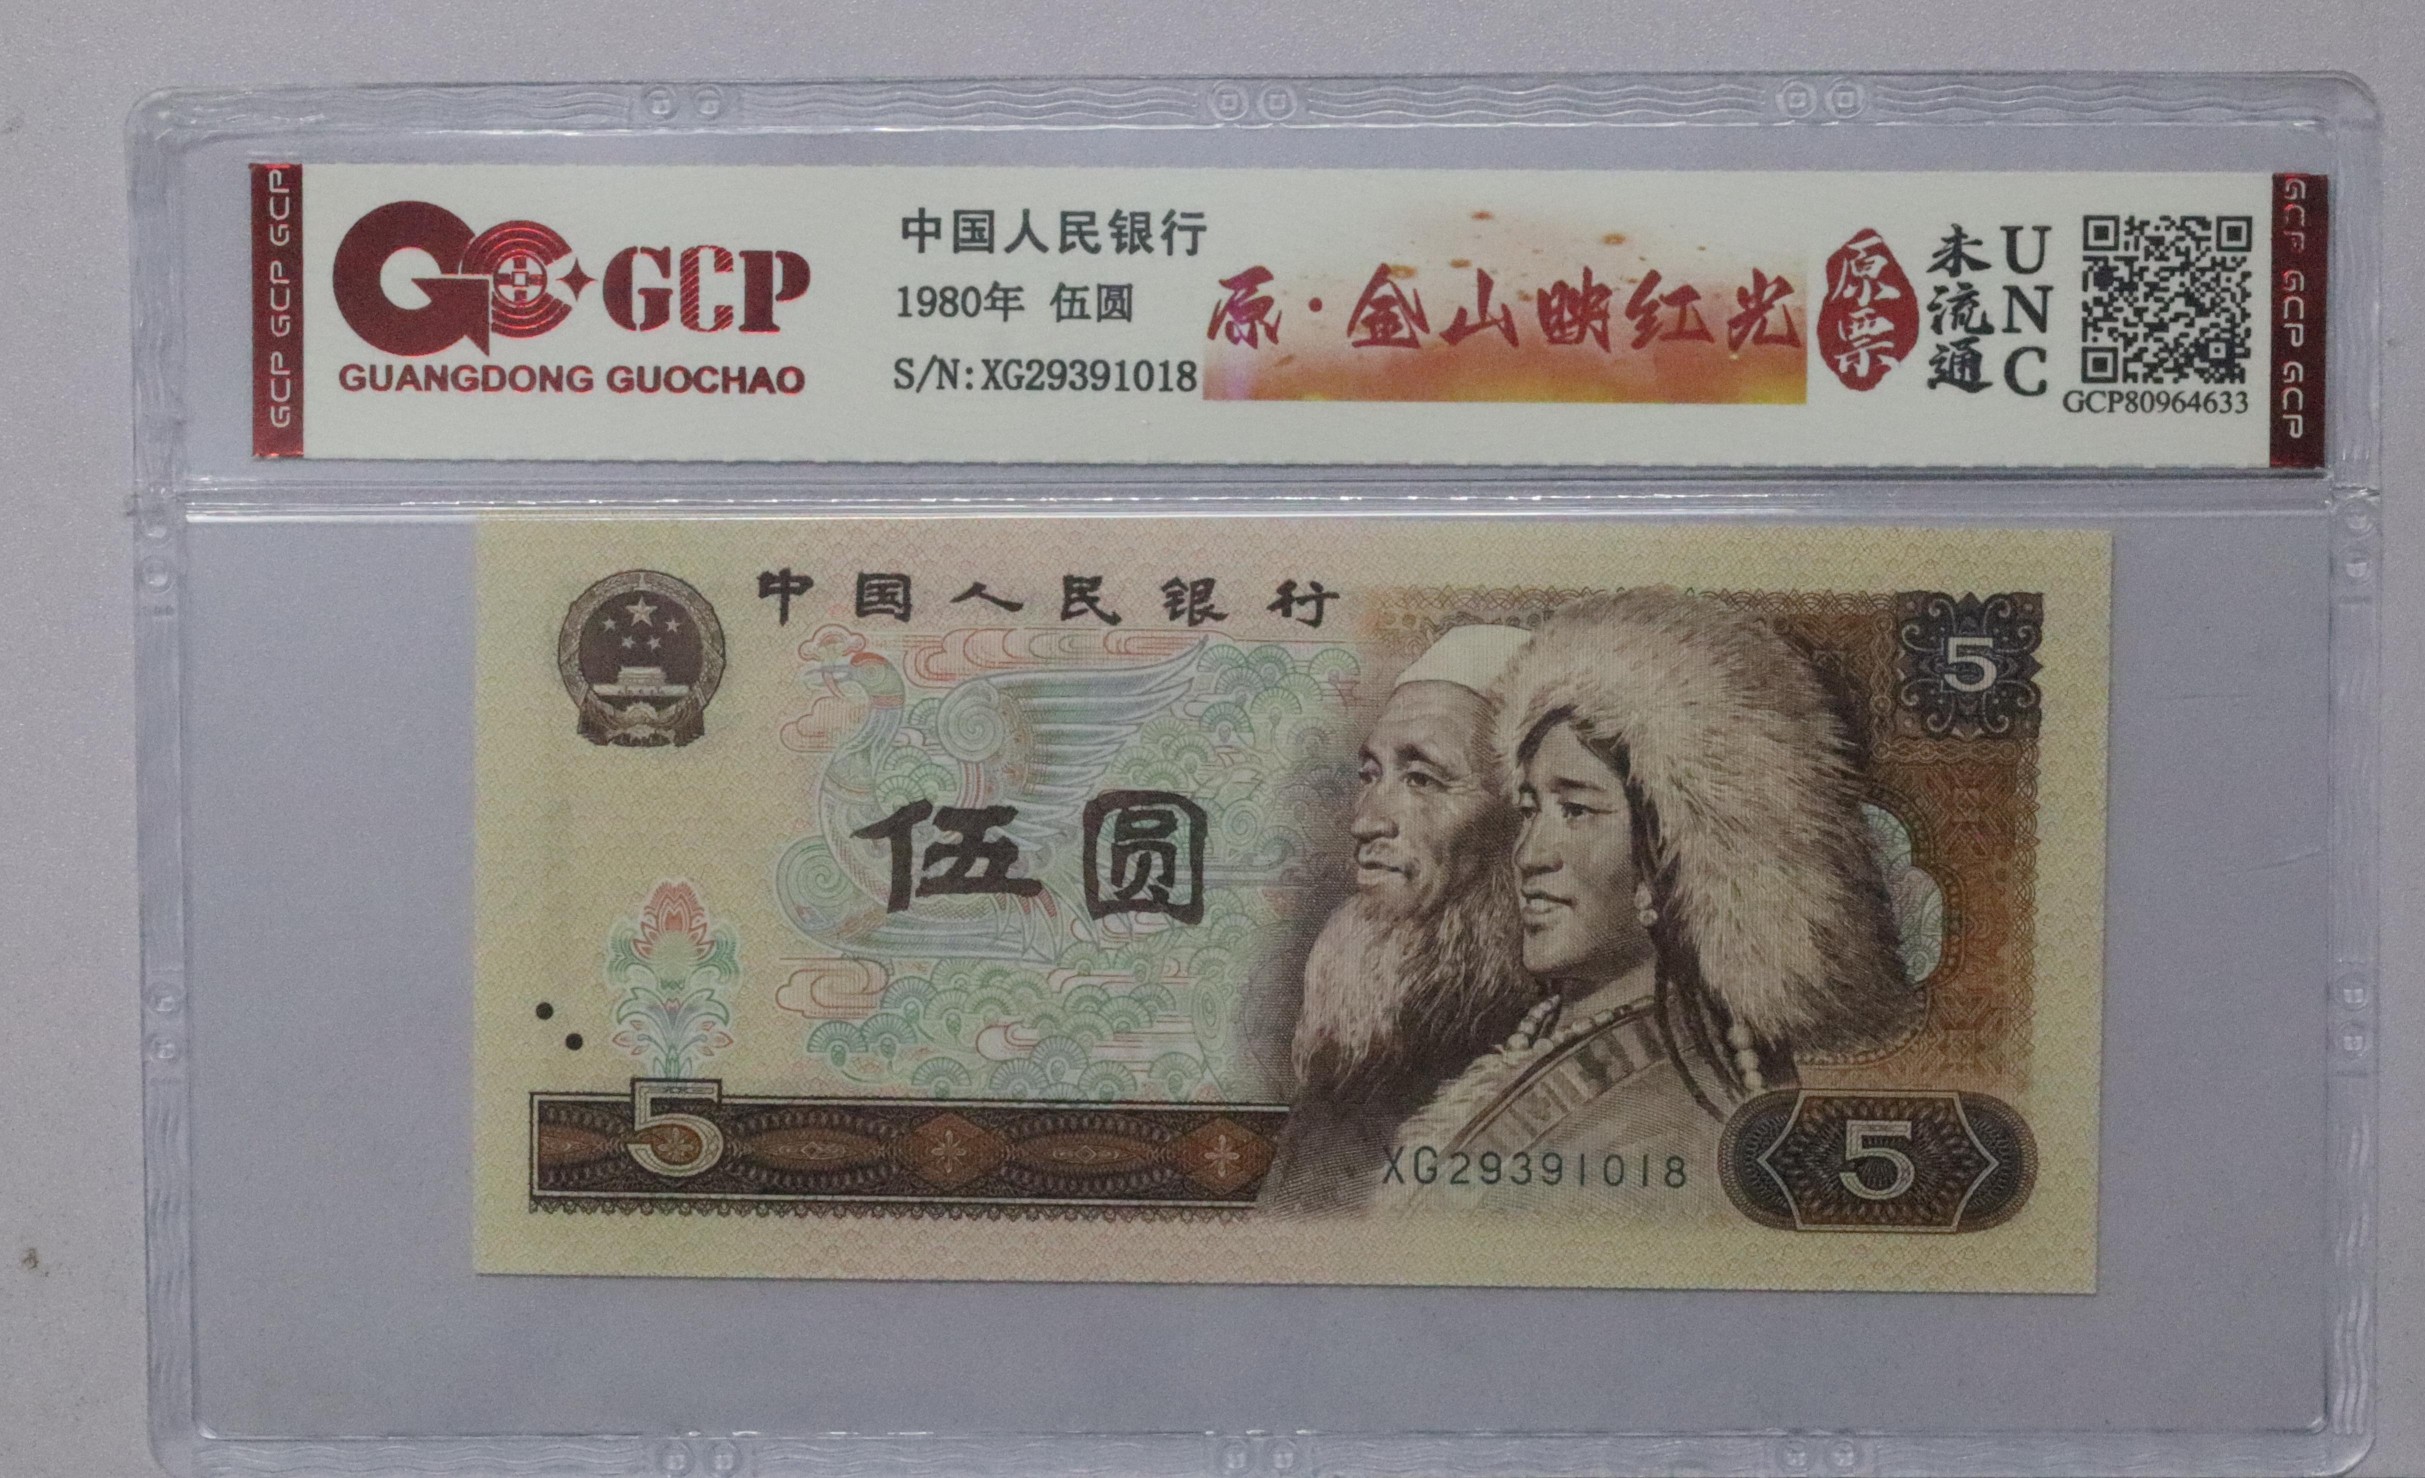 GCP GCP GCP
GCP
GUANGDONG GUOCHAO
中国人民银行
1980年 伍圆
S/N: XG29391018
原·金山映红光
原票
未流通
UNC
GCP80964633
GCP GCP GCP
中国人民银行
5
伍圆
5
XG29391018
5